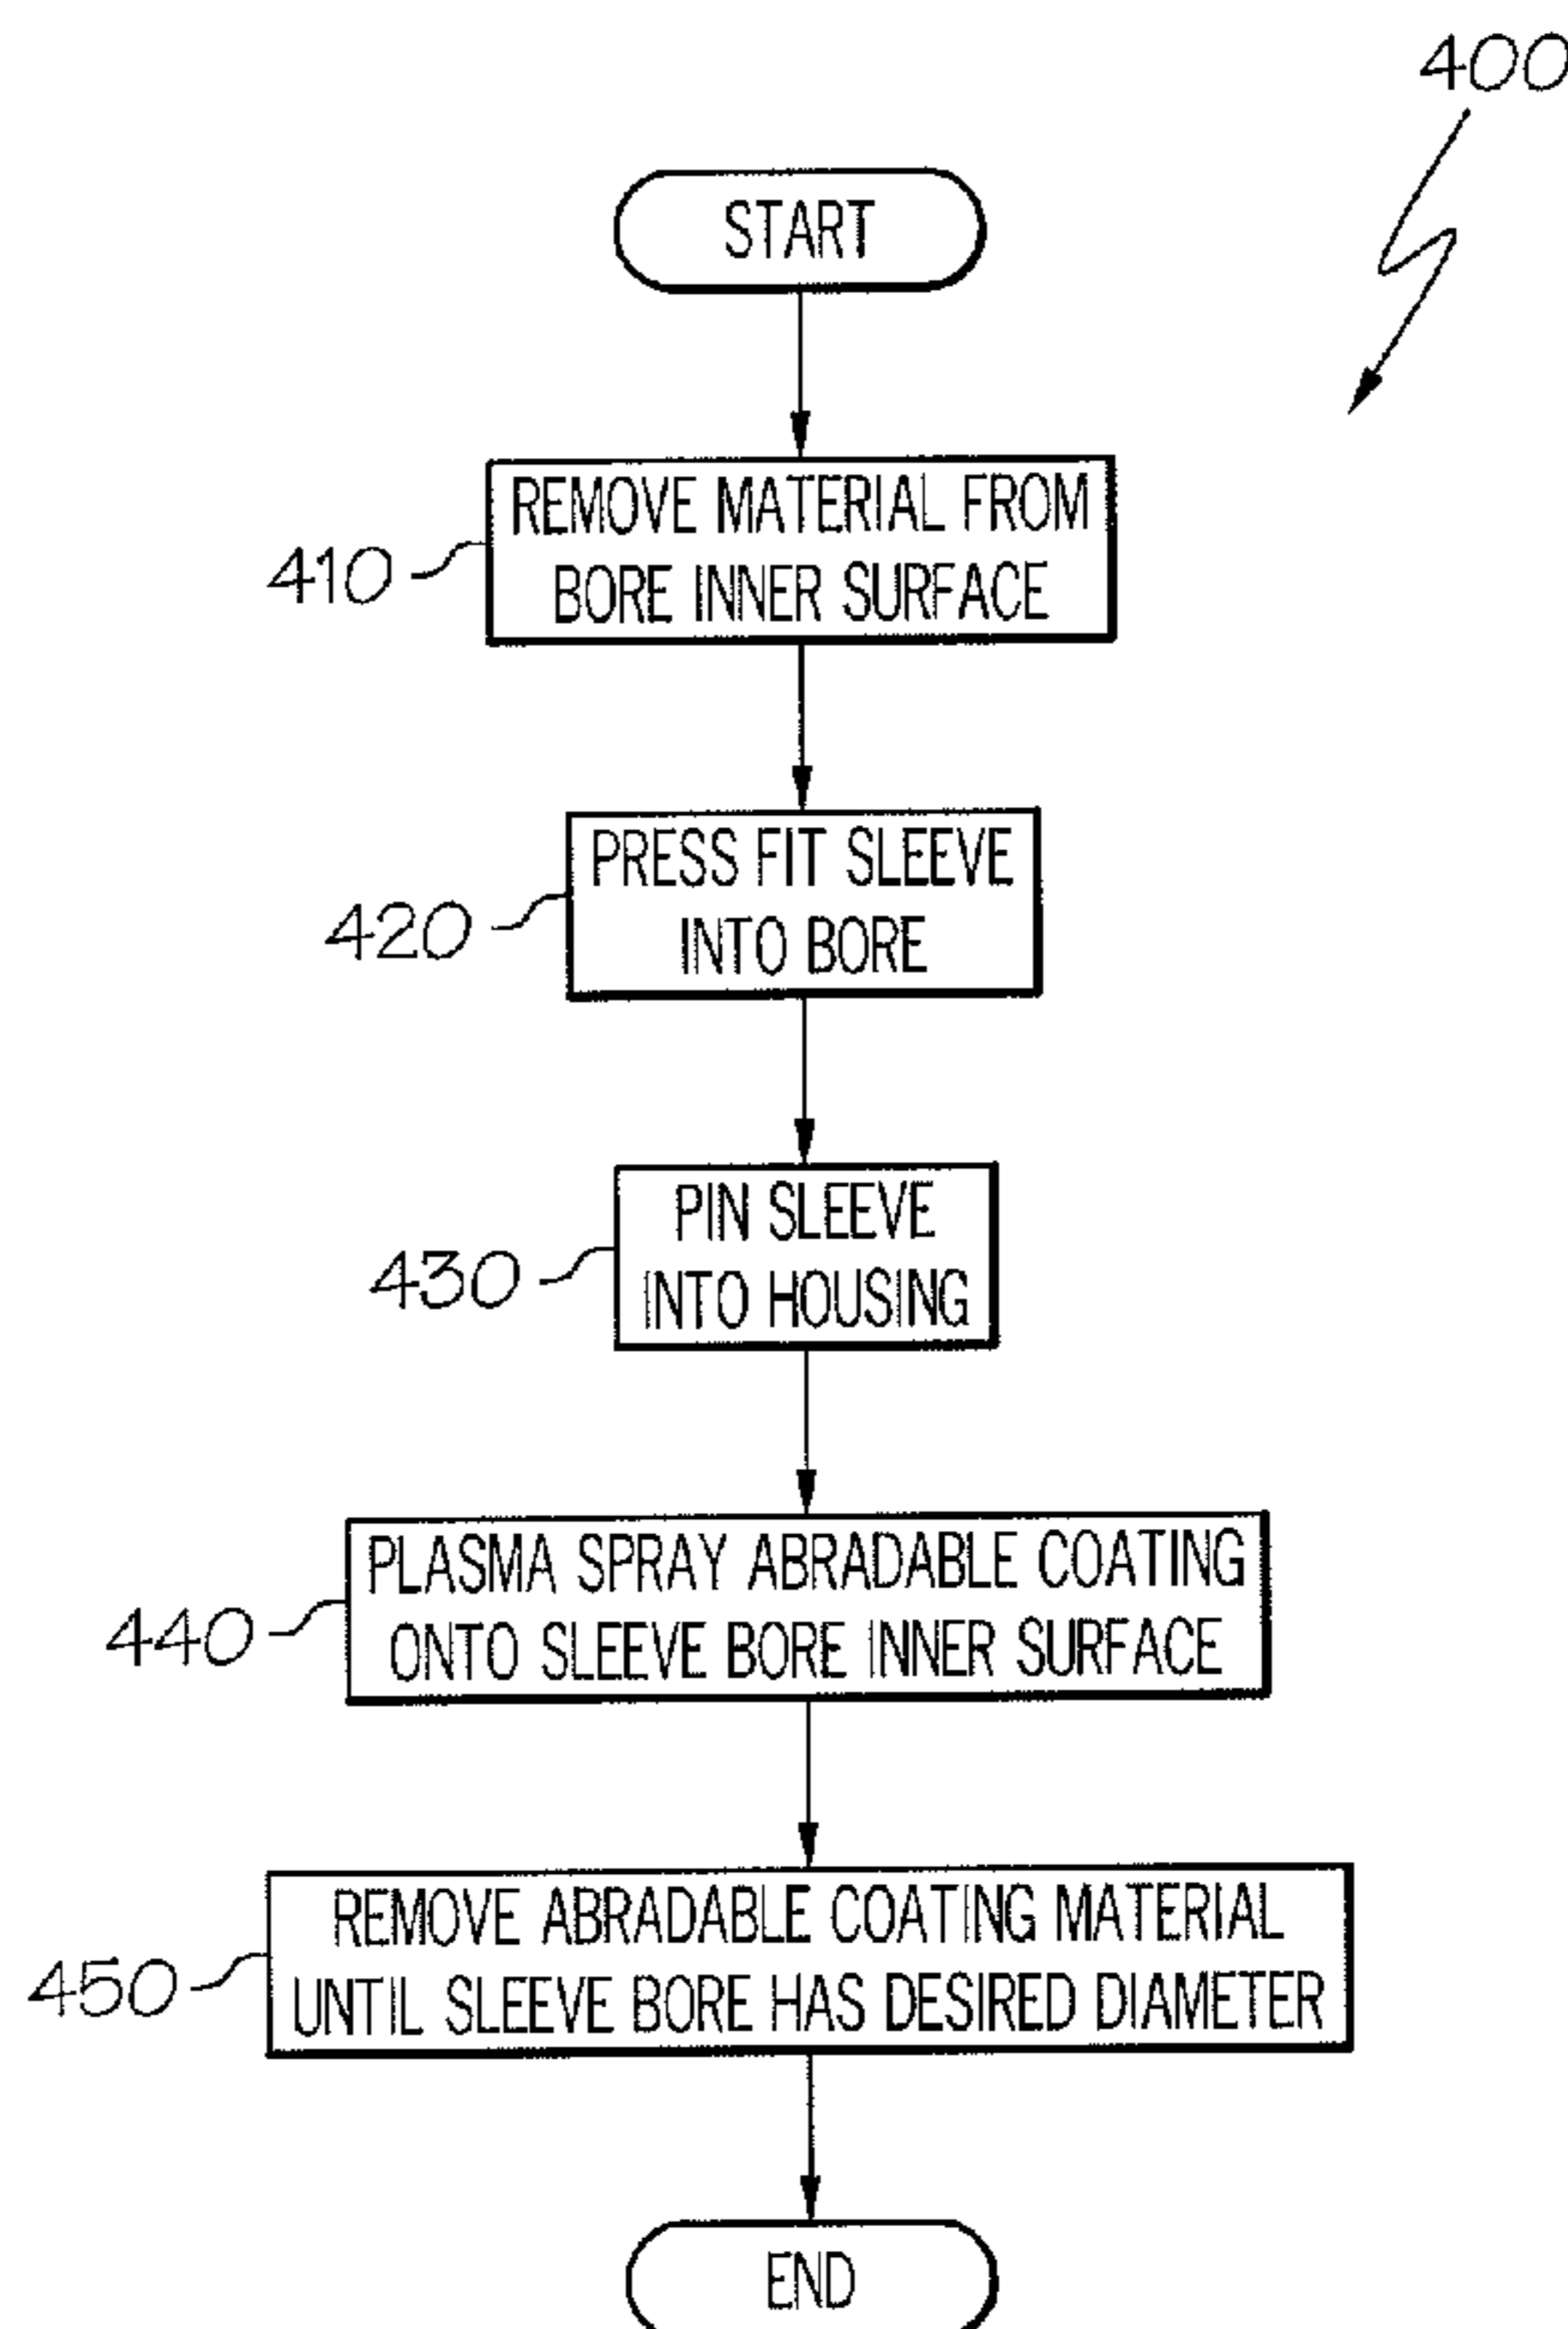 400
START
REMOVE MATERIAL FROM
BORE INNER SURFACE
410
PRESS FIT SLEEVE
INTO BORE
420
PIN SLEEVE
INTO HOUSING
430
PLASMA SPRAY ABRADABLE COATING
ONTO SLEEVE BORE INNER SURFACE
440
REMOVE ABRADABLE COATING MATERIAL
UNTIL SLEEVE BORE HAS DESIRED DIAMETER
450
END